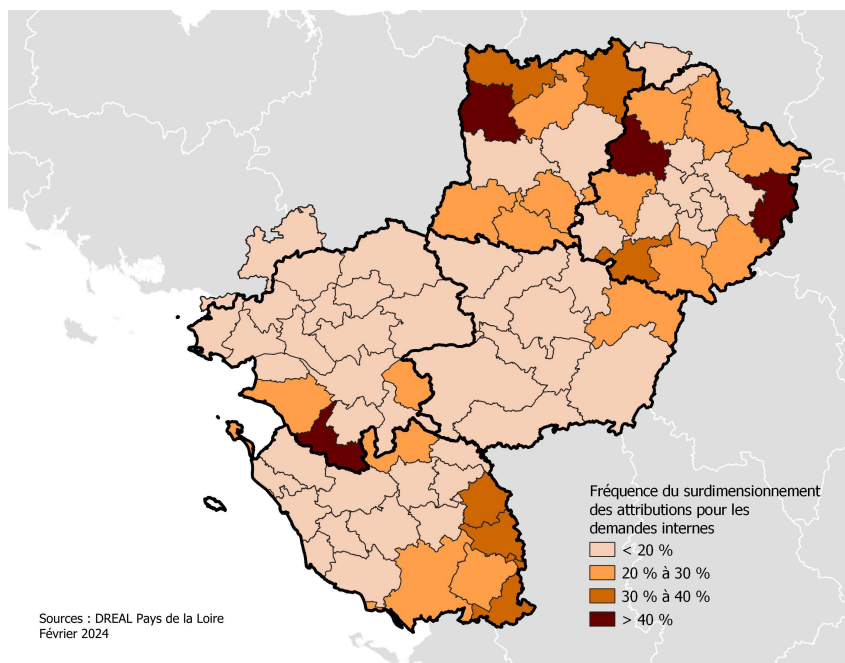 Fréquence du surdimensionnement
des attributions pour les
demandes internes
< 20 %
20 % à 30 %
30 % à 40 %
> 40 %
Sources : DREAL Pays de la Loire
Février 2024